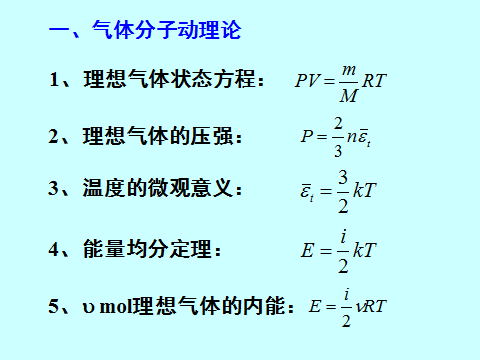 一、气体分子动理论
1、理想气体状态方程： $PV=\frac{m}{M}RT$
2、理想气体的压强： $P=\frac{2}{3}n\bar{\varepsilon}_t$
3、温度的微观意义： $\bar{\varepsilon}_t=\frac{3}{2}kT$
4、能量均分定理： $E=\frac{i}{2}kT$
5、υ mol理想气体的内能： $E=\frac{i}{2}\nu RT$